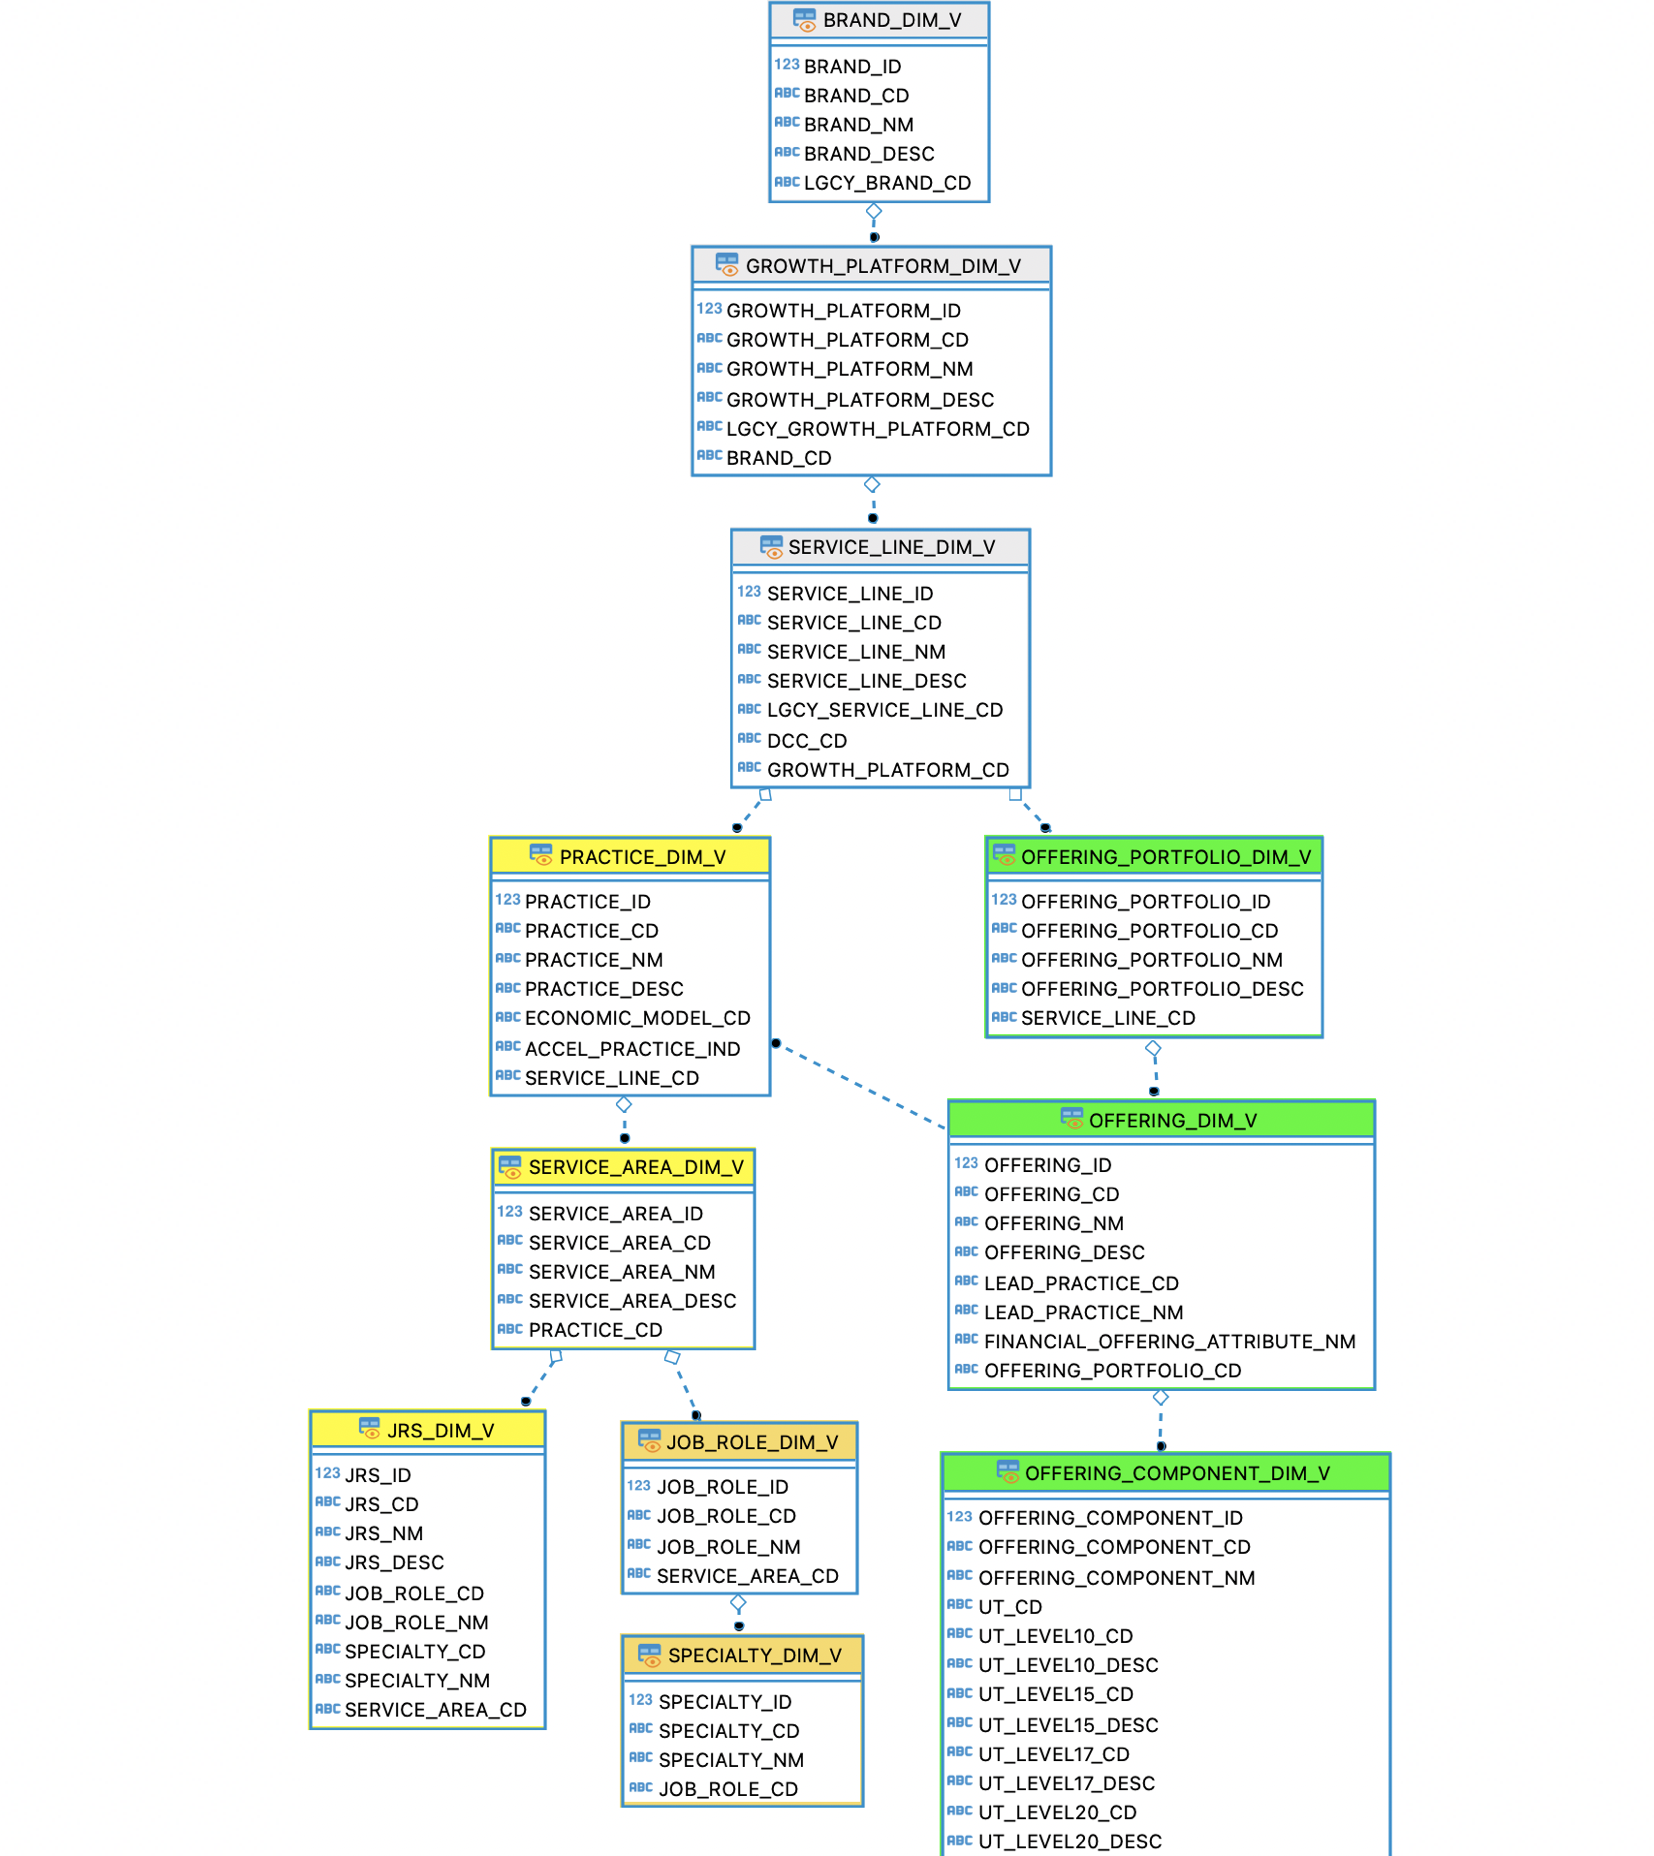 BRAND_DIM_V
123 BRAND_ID
ABC BRAND_CD
ABC BRAND_NM
ABC BRAND_DESC
ABC LGCY_BRAND_CD
GROWTH_PLATFORM_DIM_V
123 GROWTH_PLATFORM_ID
ABC GROWTH_PLATFORM_CD
ABC GROWTH_PLATFORM_NM
ABC GROWTH_PLATFORM_DESC
ABC LGCY_GROWTH_PLATFORM_CD
ABC BRAND_CD
SERVICE_LINE_DIM_V
123 SERVICE_LINE_ID
ABC SERVICE_LINE_CD
ABC SERVICE_LINE_NM
ABC SERVICE_LINE_DESC
ABC LGCY_SERVICE_LINE_CD
ABC DCC_CD
ABC GROWTH_PLATFORM_CD
PRACTICE_DIM_V
123 PRACTICE_ID
ABC PRACTICE_CD
ABC PRACTICE_NM
ABC PRACTICE_DESC
ABC ECONOMIC_MODEL_CD
ABC ACCEL_PRACTICE_IND
ABC SERVICE_LINE_CD
OFFERING_PORTFOLIO_DIM_V
123 OFFERING_PORTFOLIO_ID
ABC OFFERING_PORTFOLIO_CD
ABC OFFERING_PORTFOLIO_NM
ABC OFFERING_PORTFOLIO_DESC
ABC SERVICE_LINE_CD
SERVICE_AREA_DIM_V
123 SERVICE_AREA_ID
ABC SERVICE_AREA_CD
ABC SERVICE_AREA_NM
ABC SERVICE_AREA_DESC
ABC PRACTICE_CD
OFFERING_DIM_V
123 OFFERING_ID
ABC OFFERING_CD
ABC OFFERING_NM
ABC OFFERING_DESC
ABC LEAD_PRACTICE_CD
ABC LEAD_PRACTICE_NM
ABC FINANCIAL_OFFERING_ATTRIBUTE_NM
ABC OFFERING_PORTFOLIO_CD
JRS_DIM_V
123 JRS_ID
ABC JRS_CD
ABC JRS_NM
ABC JRS_DESC
ABC JOB_ROLE_CD
ABC JOB_ROLE_NM
ABC SPECIALTY_CD
ABC SPECIALTY_NM
ABC SERVICE_AREA_CD
JOB_ROLE_DIM_V
123 JOB_ROLE_ID
ABC JOB_ROLE_CD
ABC JOB_ROLE_NM
ABC SERVICE_AREA_CD
SPECIALTY_DIM_V
123 SPECIALTY_ID
ABC SPECIALTY_CD
ABC SPECIALTY_NM
ABC JOB_ROLE_CD
OFFERING_COMPONENT_DIM_V
123 OFFERING_COMPONENT_ID
ABC OFFERING_COMPONENT_CD
ABC OFFERING_COMPONENT_NM
ABC UT_CD
ABC UT_LEVEL10_CD
ABC UT_LEVEL10_DESC
ABC UT_LEVEL15_CD
ABC UT_LEVEL15_DESC
ABC UT_LEVEL17_CD
ABC UT_LEVEL17_DESC
ABC UT_LEVEL20_CD
ABC UT_LEVEL20_DESC